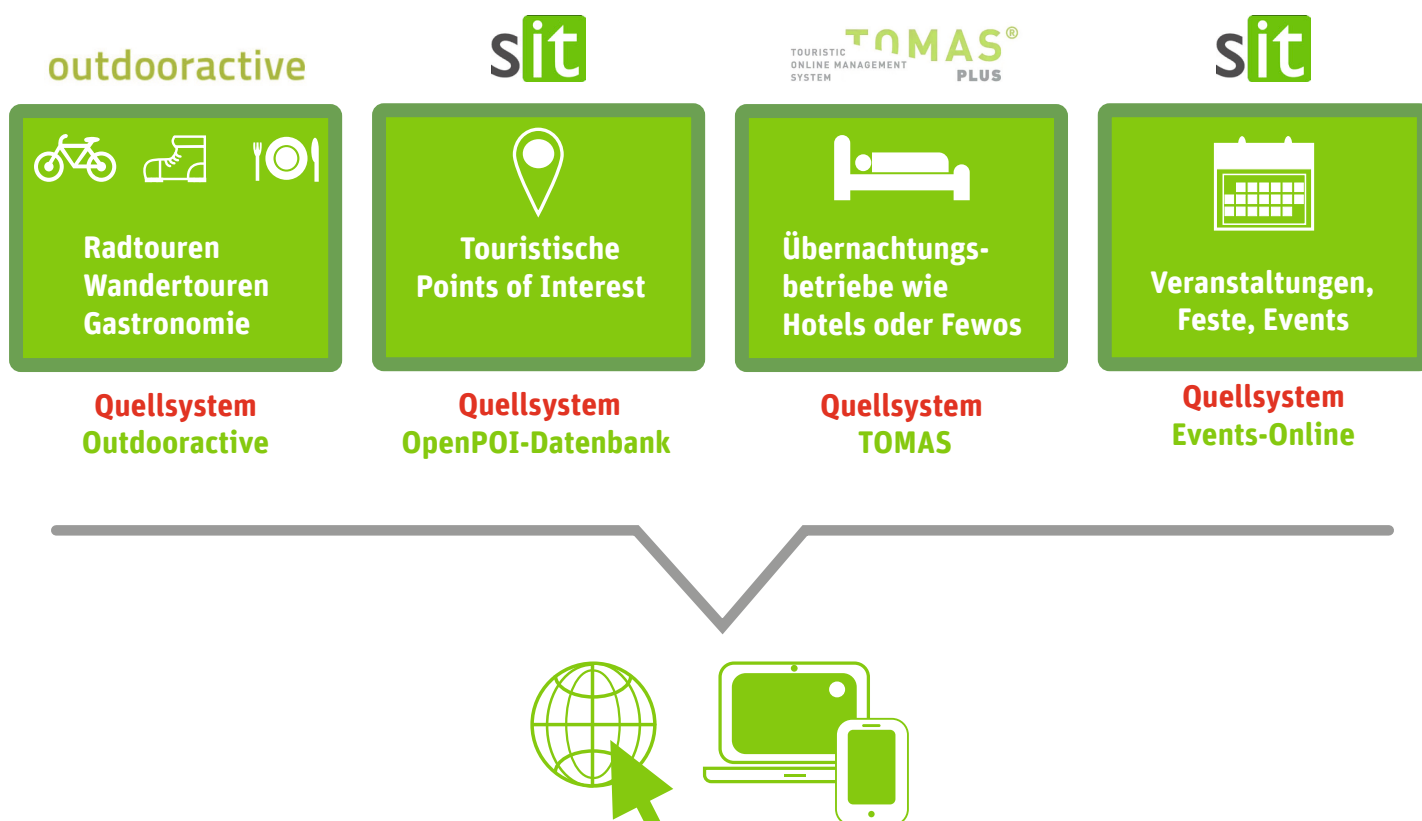 outdooractive
Radtouren
Wandertouren
Gastronomie
Quellsystem
Outdooractive
sit
Touristische
Points of Interest
Quellsystem
OpenPOI-Datenbank
TOURISTIC
ONLINE MANAGEMENT
SYSTEM
TOMAS®
PLUS
Übernachtungs-
betriebe wie
Hotels oder Fewos
Quellsystem
TOMAS
sit
Veranstaltungen,
Feste, Events
Quellsystem
Events-Online